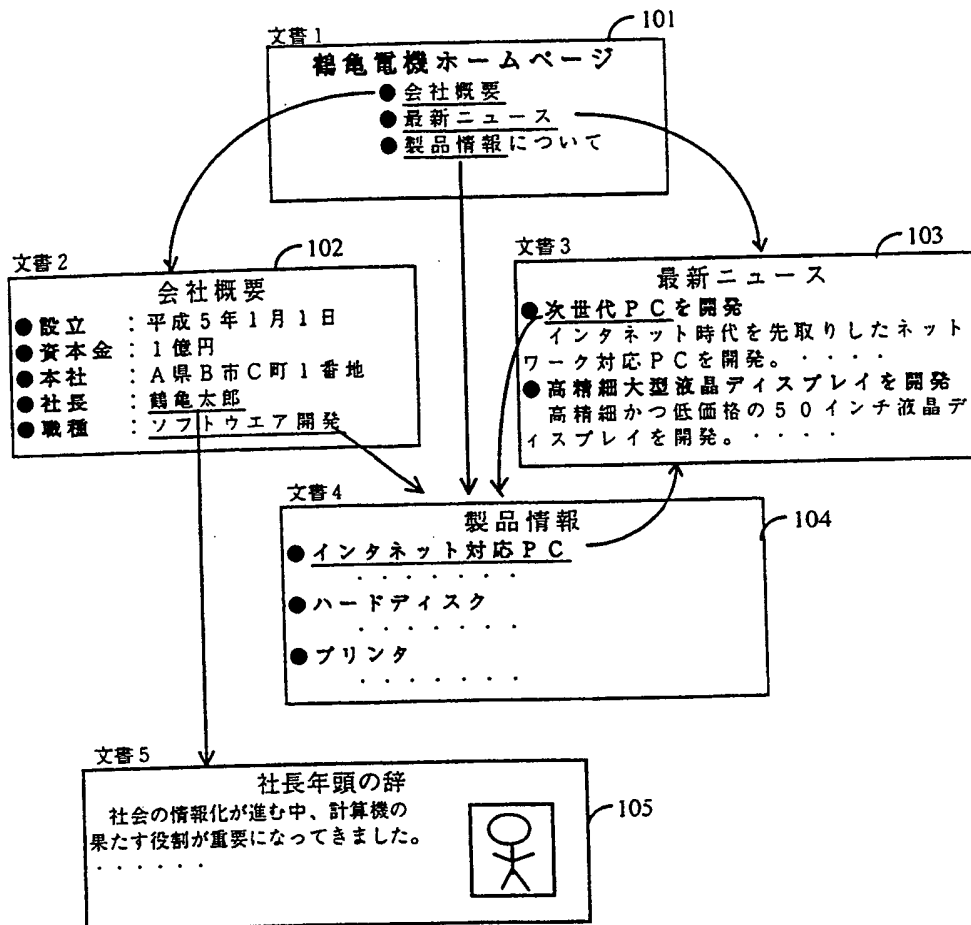 文書1
101
鶴亀電機ホームページ
●会社概要
●最新ニュース
●製品情報について
文書2
102
会社概要
●設立 :平成5年1月1日
●資本金:1億円
●本社 :A県B市C町1番地
●社長 :鶴亀太郎
●職種 :ソフトウエア開発
文書3
103
最新ニュース
●次世代PCを開発
インタネット時代を先取りしたネット
ワーク対応PCを開発。・・・・
●高精細大型液晶ディスプレイを開発
高精細かつ低価格の50インチ液晶デ
ィスプレイを開発。・・・・
文書4
104
製品情報
●インタネット対応PC
・・・・・・・
●ハードディスク
・・・・・・・
●プリンタ
・・・・・・・
文書5
105
社長年頭の辞
社会の情報化が進む中、計算機の
果たす役割が重要になってきました。
・・・・・・